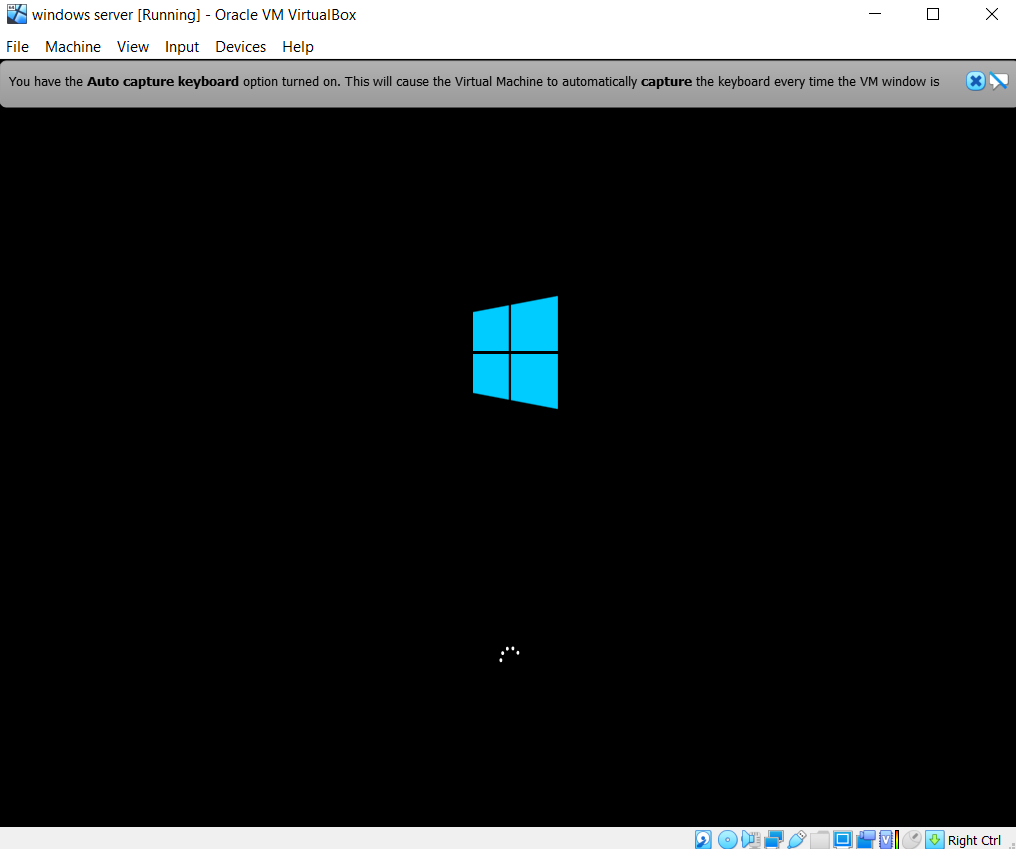 windows server [Running] - Oracle VM VirtualBox
File Machine View Input Devices Help
You have the Auto capture keyboard option turned on. This will cause the Virtual Machine to automatically capture the keyboard every time the VM window is
Right Ctrl